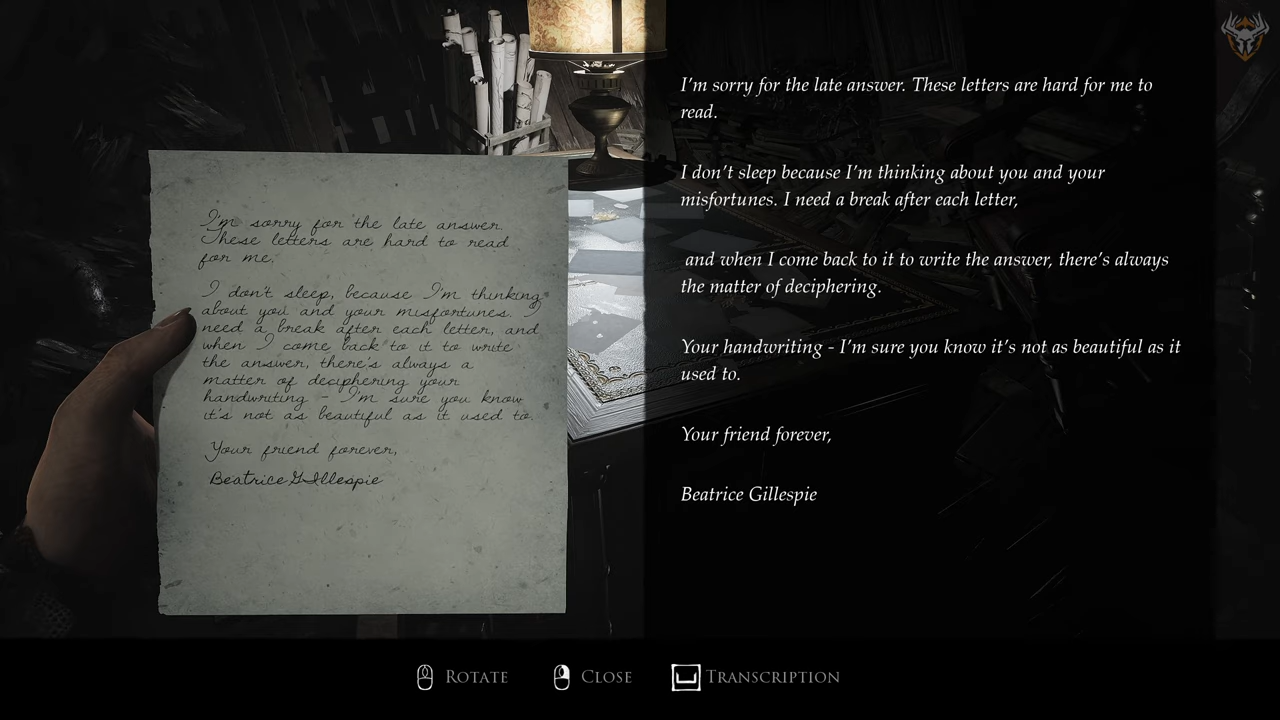 I'm sorry for the late answer.
These letters are hard to read
for me.
I don't sleep, because I'm thinking
about you and your misfortunes. I
need a break after each letter, and
when I come back to it to write
the answer, there's always a
matter of deciphering your
handwriting - I'm sure you know
it's not as beautiful as it used to.
Your friend forever,
Beatrice Gillespie
I'm sorry for the late answer. These letters are hard for me to
read.
I don't sleep because I'm thinking about you and your
misfortunes. I need a break after each letter,
and when I come back to it to write the answer, there's always
the matter of deciphering.
Your handwriting - I'm sure you know it's not as beautiful as it
used to.
Your friend forever,
Beatrice Gillespie
ROTATE CLOSE TRANSCRIPTION